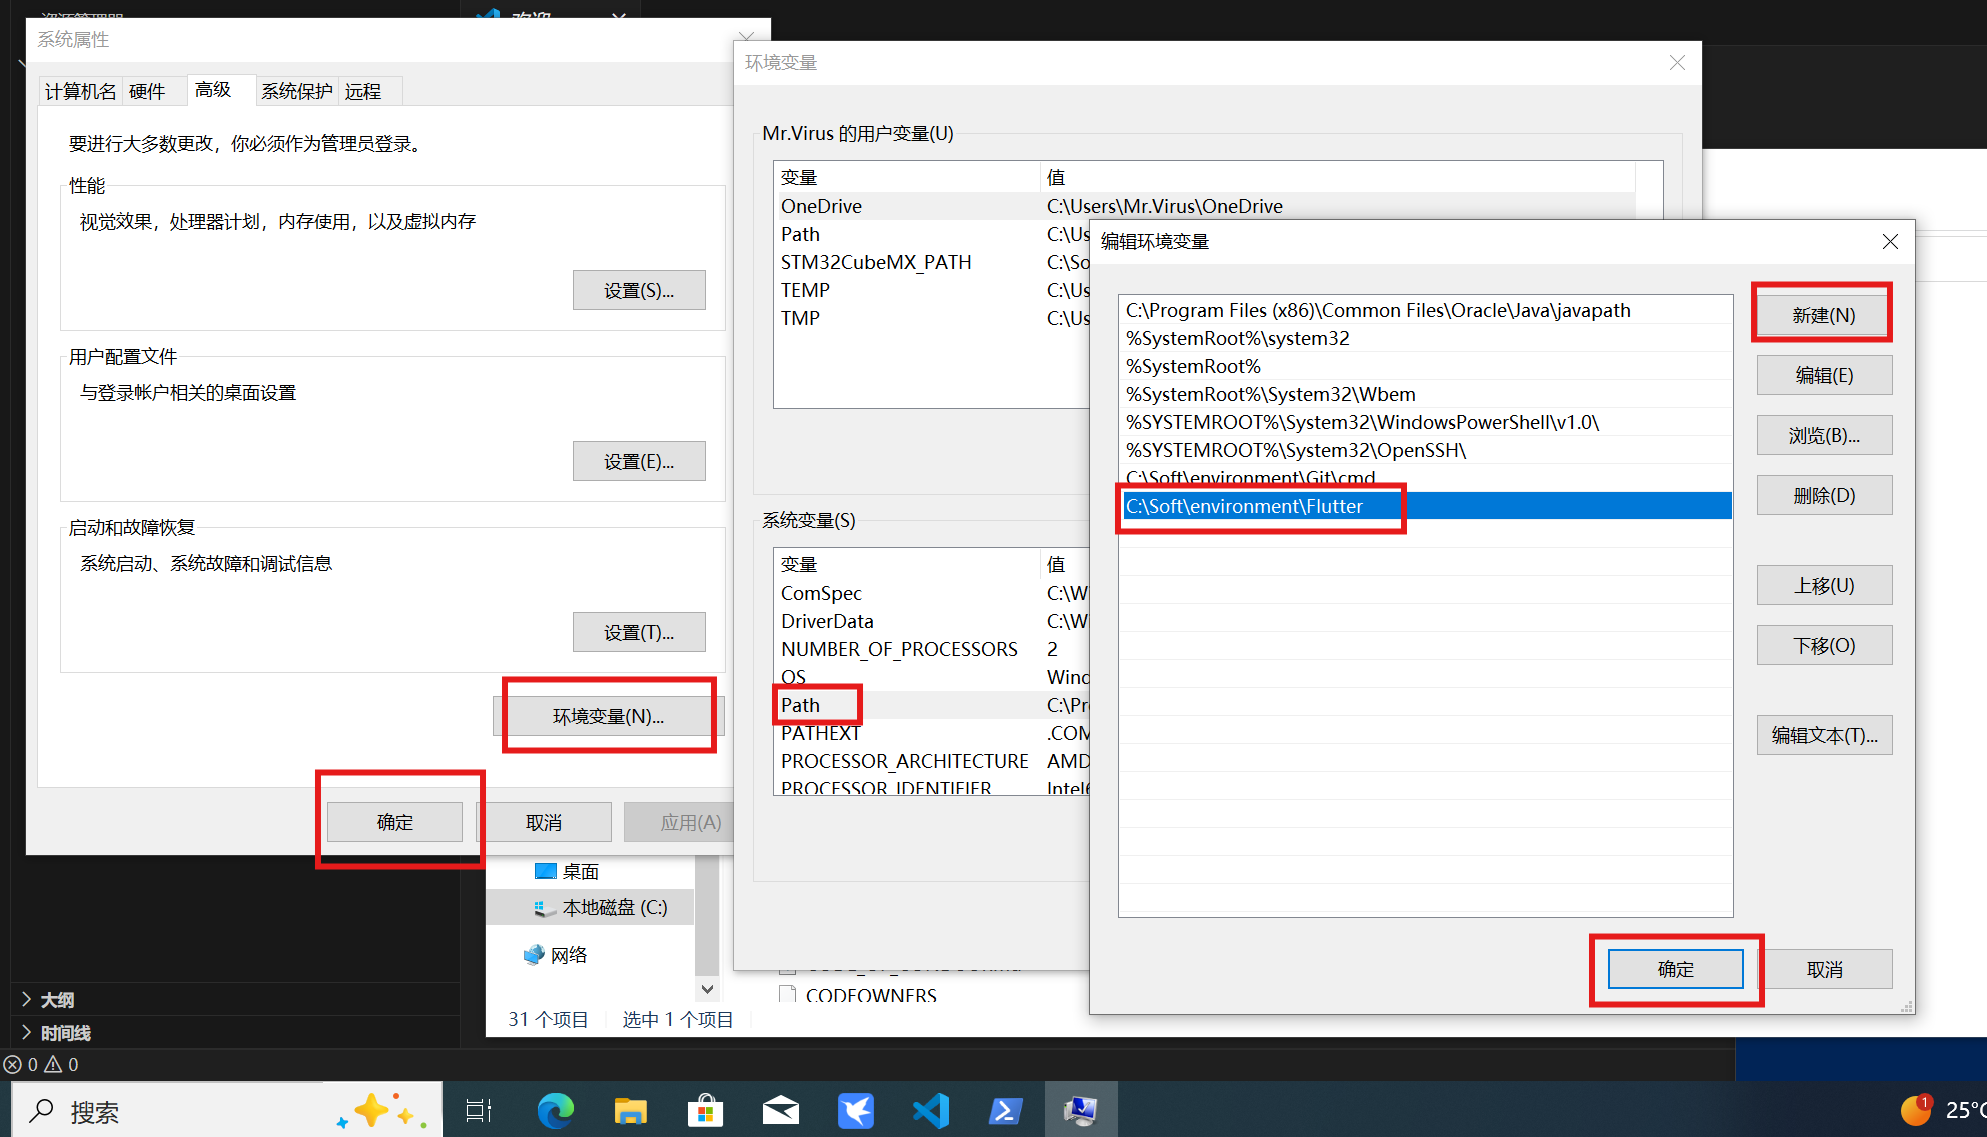 系统属性
计算机名 硬件 高级 系统保护 远程
要进行大多数更改，你必须作为管理员登录。
性能
视觉效果，处理器计划，内存使用，以及虚拟内存
设置(S)...
用户配置文件
与登录帐户相关的桌面设置
设置(E)...
启动和故障恢复
系统启动、系统故障和调试信息
设置(T)...
环境变量(N)...
确定 取消 应用(A)
环境变量
Mr.Virus 的用户变量(U)
变量 值
OneDrive C:\Users\Mr.Virus\OneDrive
Path C:\Us
STM32CubeMX_PATH C:\So
TEMP C:\Us
TMP C:\Us
系统变量(S)
变量 值
ComSpec C:\W
DriverData C:\W
NUMBER_OF_PROCESSORS 2
OS Wind
Path C:\Pr
PATHEXT .COM
PROCESSOR_ARCHITECTURE AMD
PROCESSOR_IDENTIFIER Intel6
编辑环境变量
C:\Program Files (x86)\Common Files\Oracle\Java\javapath
%SystemRoot%\system32
%SystemRoot%
%SystemRoot%\System32\Wbem
%SYSTEMROOT%\System32\WindowsPowerShell\v1.0\
%SYSTEMROOT%\System32\OpenSSH\
C:\Soft\environment\Git\cmd
C:\Soft\environment\Flutter
新建(N)
编辑(E)
浏览(B)...
删除(D)
上移(U)
下移(O)
编辑文本(T)...
确定 取消
桌面
本地磁盘 (C:)
网络
CODEOWNERS
31 个项目 选中 1 个项目
大纲
时间线
0 0
搜索
1
25°C